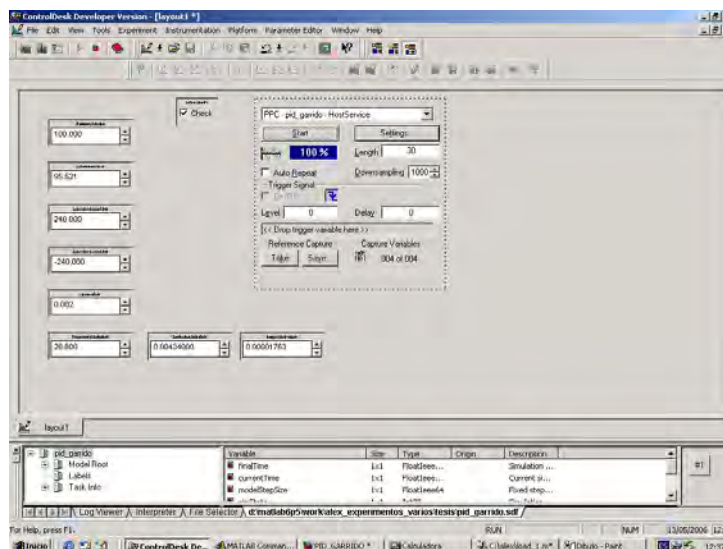 ControlDesk Developer Version - [layout1 *]
File Edit View Tools Experiment Instrumentation Platform Parameter Editor Window Help
Check
PPC - pid_garrido - HostService
100.000
Start Settings
100 % Length 30
95.621
Auto Repeat Downsampling 1000
Trigger Signal
240.000
Level 0 Delay 0
<< Drop trigger variable here >>
Reference Capture Capture Variables
-240.000
Take Save 004 of 004
0.002
20.800 0.00434000 0.00001763
layout1
pid_garrido
Model Root
Labels
Task Info
Variable Size Type Origin Description
finalTime 1x1 FloatIeee... Simulation ...
currentTime 1x1 FloatIeee... Current si...
modelStepSize 1x1 FloatIeee64 Fixed step...
Log Viewer Interpreter File Selector d:\matlab6p5\work\alex_experimentos_varios\tesis\pid_garrido.sdf
For Help, press F1. RUN NUM 13/05/2006 12
Inicio ControlDesk De... MATLAB Comman... PID_GARRIDO * Calculadora Dibujo - Paint